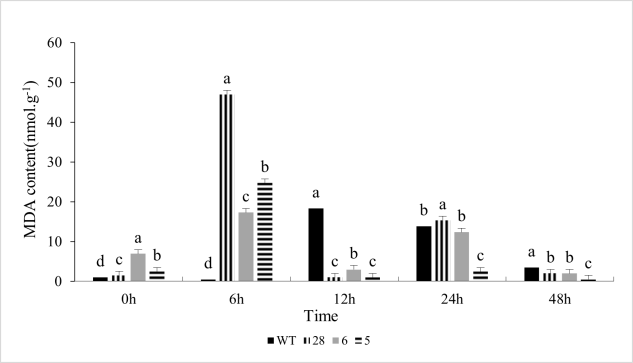 60
50
40
30
20
10
0
MDA content(nmol.g-1)
d c a b
d a c b
a c b c
b a b c
a b b c
0h 6h 12h 24h 48h
Time
WT 28 6 5